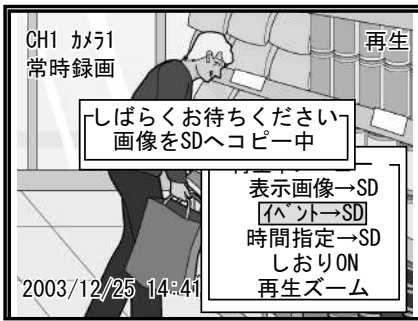 CH1 カメラ1
再生
常時録画
しばらくお待ちください
画像をSDへコピー中
表示画像→SD
イベント→SD
時間指定→SD
しおりON
再生ズーム
2003/12/25 14:41